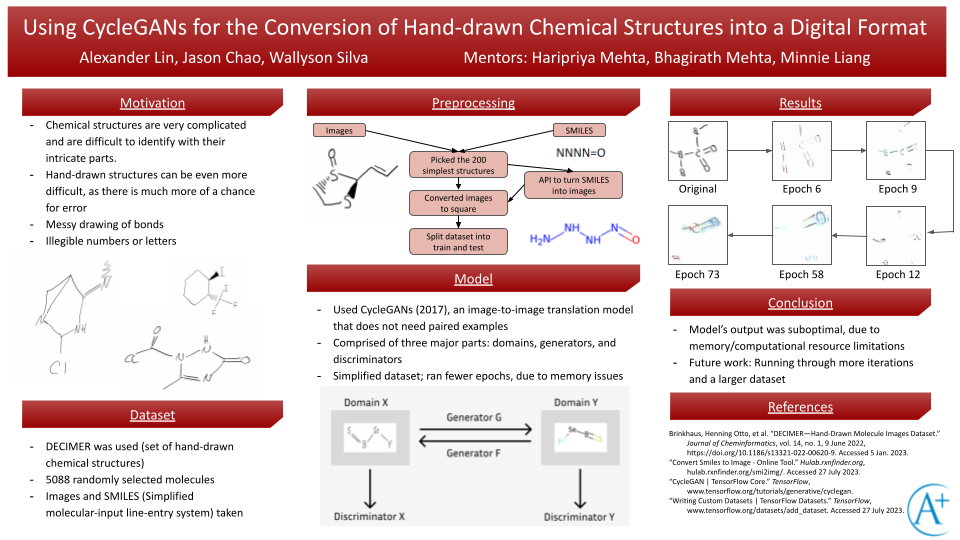 Using CycleGANs for the Conversion of Hand-drawn Chemical Structures into a Digital Format
Alexander Lin, Jason Chao, Wallyson Silva
Mentors: Haripriya Mehta, Bhagirath Mehta, Minnie Liang
Motivation
- Chemical structures are very complicated
and are difficult to identify with their
intricate parts.
- Hand-drawn structures can be even more
difficult, as there is much more of a chance
for error
- Messy drawing of bonds
- Illegible numbers or letters
S
N
NH
Cl
I
I
F
F
O
Cl
N
H
N
O
N
Dataset
- DECIMER was used (set of hand-drawn
chemical structures)
- 5088 randomly selected molecules
- Images and SMILES (Simplified
molecular-input line-entry system) taken
Preprocessing
Images
SMILES
NNNN=O
Picked the 200
simplest structures
API to turn SMILES
into images
Converted images
to square
Split dataset into
train and test
O
S
S
H₂N
NH
NH
N
O
Model
- Used CycleGANs (2017), an image-to-image translation model
that does not need paired examples
- Comprised of three major parts: domains, generators, and
discriminators
- Simplified dataset; ran fewer epochs, due to memory issues
Domain X
Domain Y
Generator G
Generator F
S
B
Se
F
F
Se
B
S
Discriminator X
Discriminator Y
Results
Original
Epoch 6
Epoch 9
Epoch 73
Epoch 58
Epoch 12
Conclusion
- Model’s output was suboptimal, due to
memory/computational resource limitations
- Future work: Running through more iterations
and a larger dataset
References
Brinkhaus, Henning Otto, et al. “DECIMER—Hand-Drawn Molecule Images Dataset.”
Journal of Cheminformatics, vol. 14, no. 1, 9 June 2022,
https://doi.org/10.1186/s13321-022-00620-9. Accessed 5 Jan. 2023.
“Convert Smiles to Image - Online Tool.” Hulab.rxnfinder.org,
hulab.rxnfinder.org/smi2img/. Accessed 27 July 2023.
“CycleGAN | TensorFlow Core.” TensorFlow,
www.tensorflow.org/tutorials/generative/cyclegan.
“Writing Custom Datasets | TensorFlow Datasets.” TensorFlow,
www.tensorflow.org/datasets/add_dataset. Accessed 27 July 2023.
A+